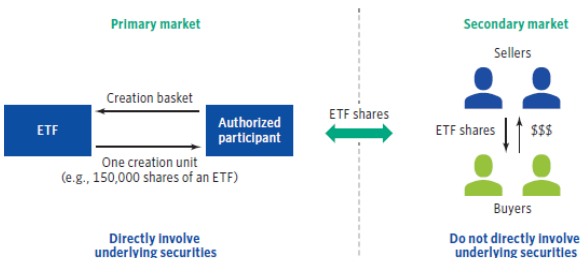 Primary market
Secondary market
Sellers
Creation basket
ETF
Authorized
participant
One creation unit
(e.g., 150,000 shares of an ETF)
ETF shares
ETF shares
$$$
Buyers
Directly involve
underlying securities
Do not directly involve
underlying securities